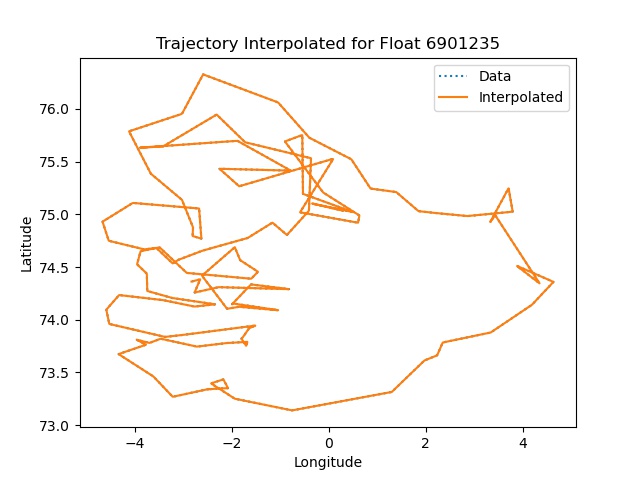 Trajectory Interpolated for Float 6901235
Data
Interpolated
76.0
75.5
75.0
74.5
74.0
73.5
73.0
Latitude
−4
−2
0
2
4
Longitude